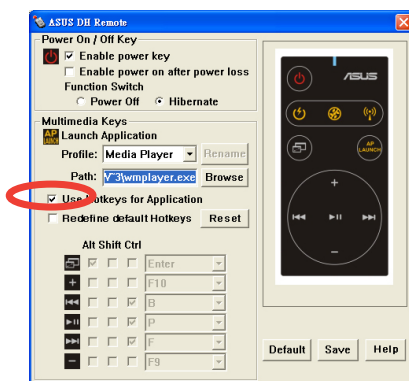 ASUS DH Remote
Power On / Off Key
Enable power key
Enable power on after power loss
Function Switch
Power Off Hibernate
Multimedia Keys
AP LAUNCH Launch Application
Profile: Media Player Rename
Path: \wmplayer.exe Browse
Use Hotkeys for Application
Redefine default Hotkeys Reset
Alt Shift Ctrl
Enter
F10
B
P
F
F9
ASUS
AP
LAUNCH
Default Save Help